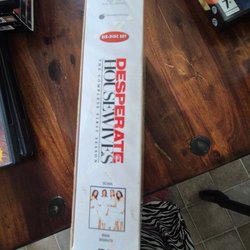 SIX-DISC SET
DESPERATE
HOUSEWIVES
THE COMPLETE FIRST SEASON